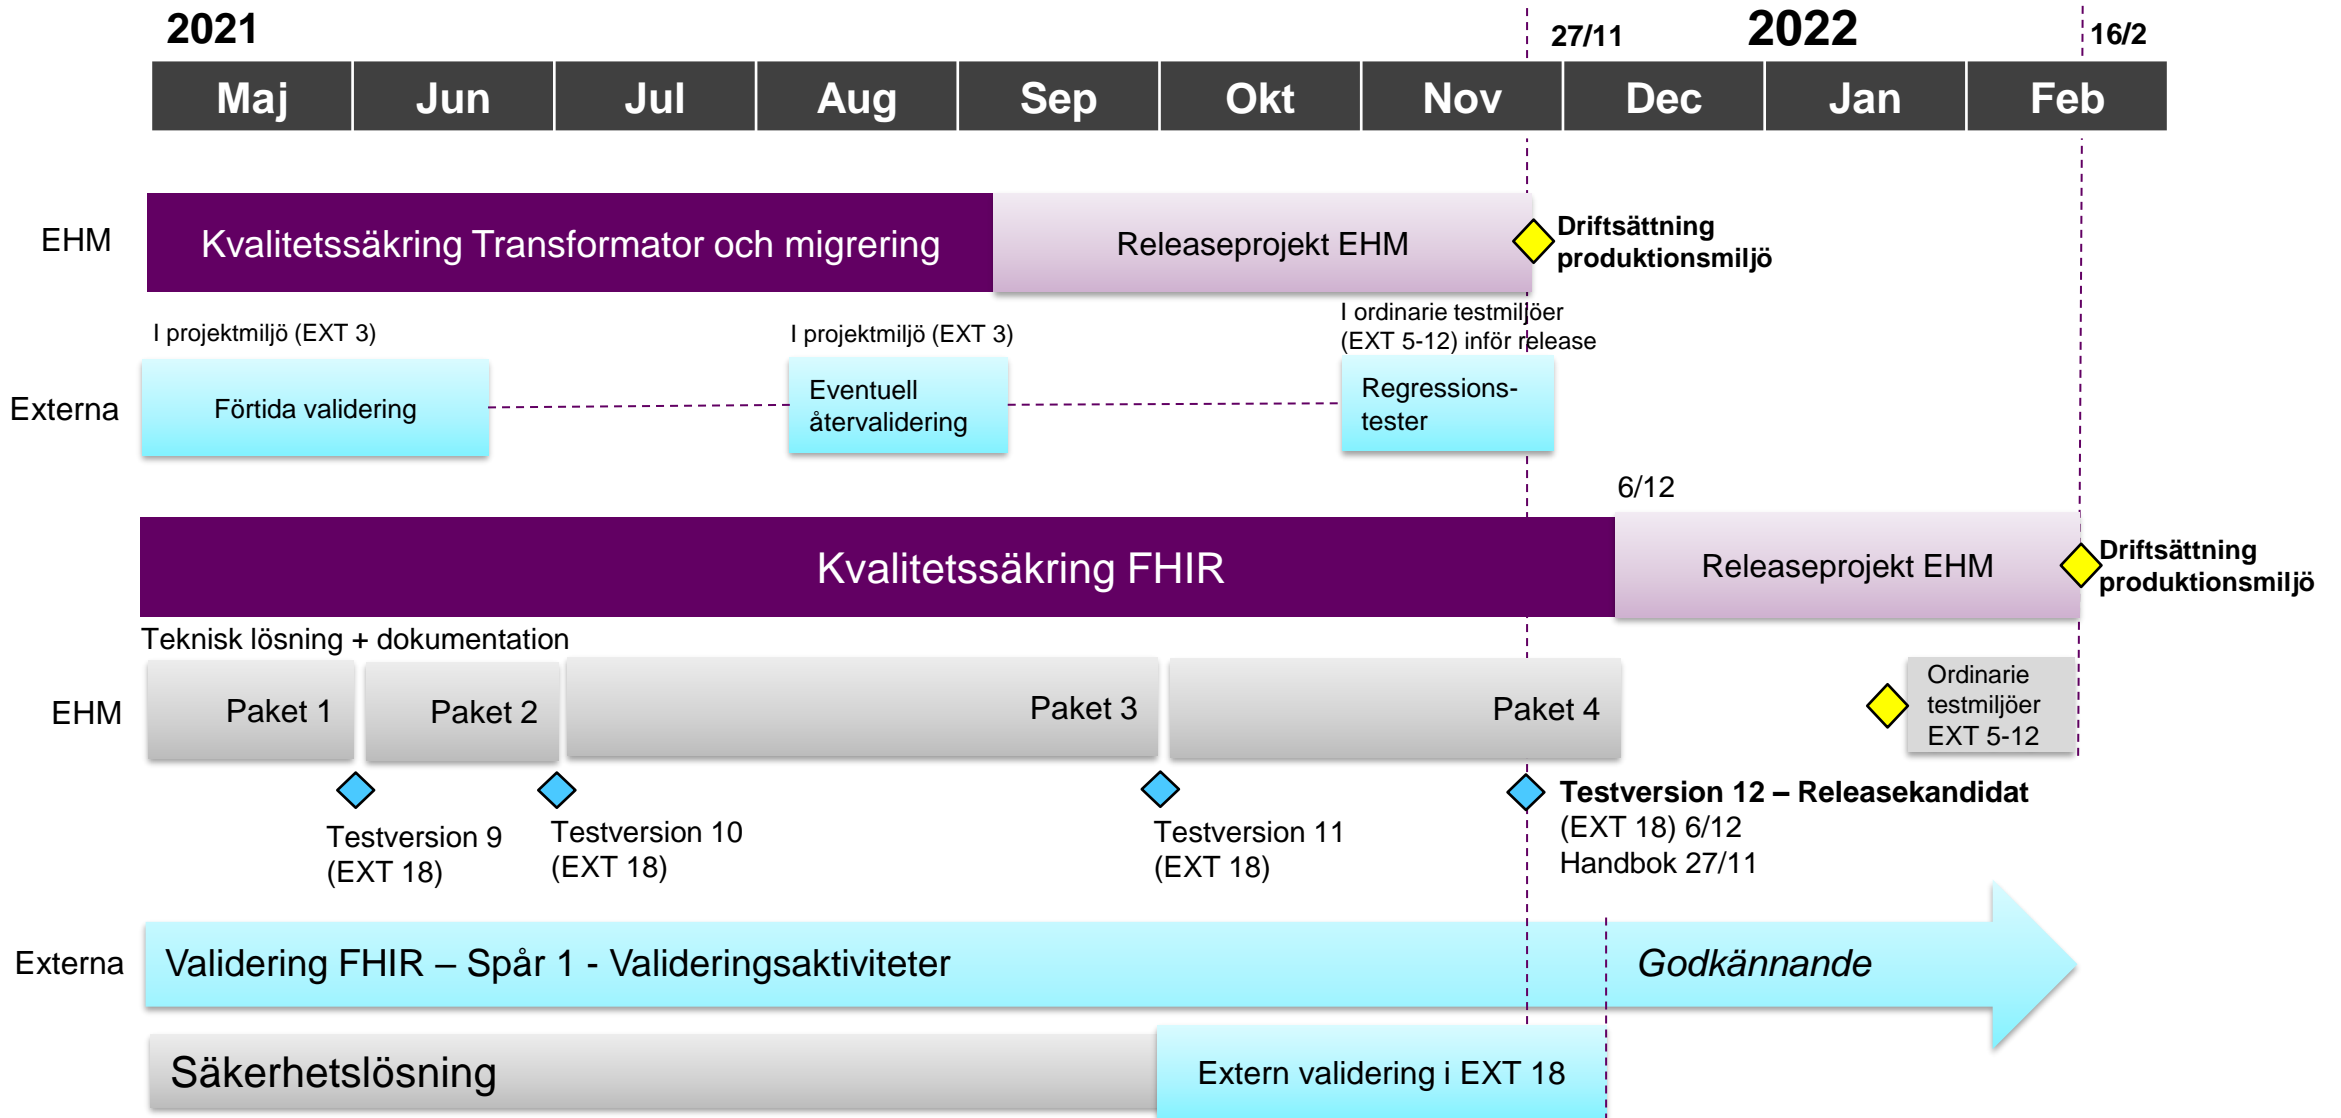 2021
27/11
2022
16/2
Maj
Jun
Jul
Aug
Sep
Okt
Nov
Dec
Jan
Feb
EHM
Kvalitetssäkring Transformator och migrering
Releaseprojekt EHM
Driftsättning
produktionsmiljö
I projektmiljö (EXT 3)
I projektmiljö (EXT 3)
I ordinarie testmiljöer
(EXT 5-12) inför release
Externa
Förtida validering
Eventuell
återvalidering
Regressions-
tester
6/12
Kvalitetssäkring FHIR
Releaseprojekt EHM
Driftsättning
produktionsmiljö
Teknisk lösning + dokumentation
EHM
Paket 1
Paket 2
Paket 3
Paket 4
Ordinarie
testmiljöer
EXT 5-12
Testversion 9
(EXT 18)
Testversion 10
(EXT 18)
Testversion 11
(EXT 18)
Testversion 12 – Releasekandidat
(EXT 18) 6/12
Handbok 27/11
Externa
Validering FHIR – Spår 1 - Valideringsaktiviteter
Godkännande
Säkerhetslösning
Extern validering i EXT 18